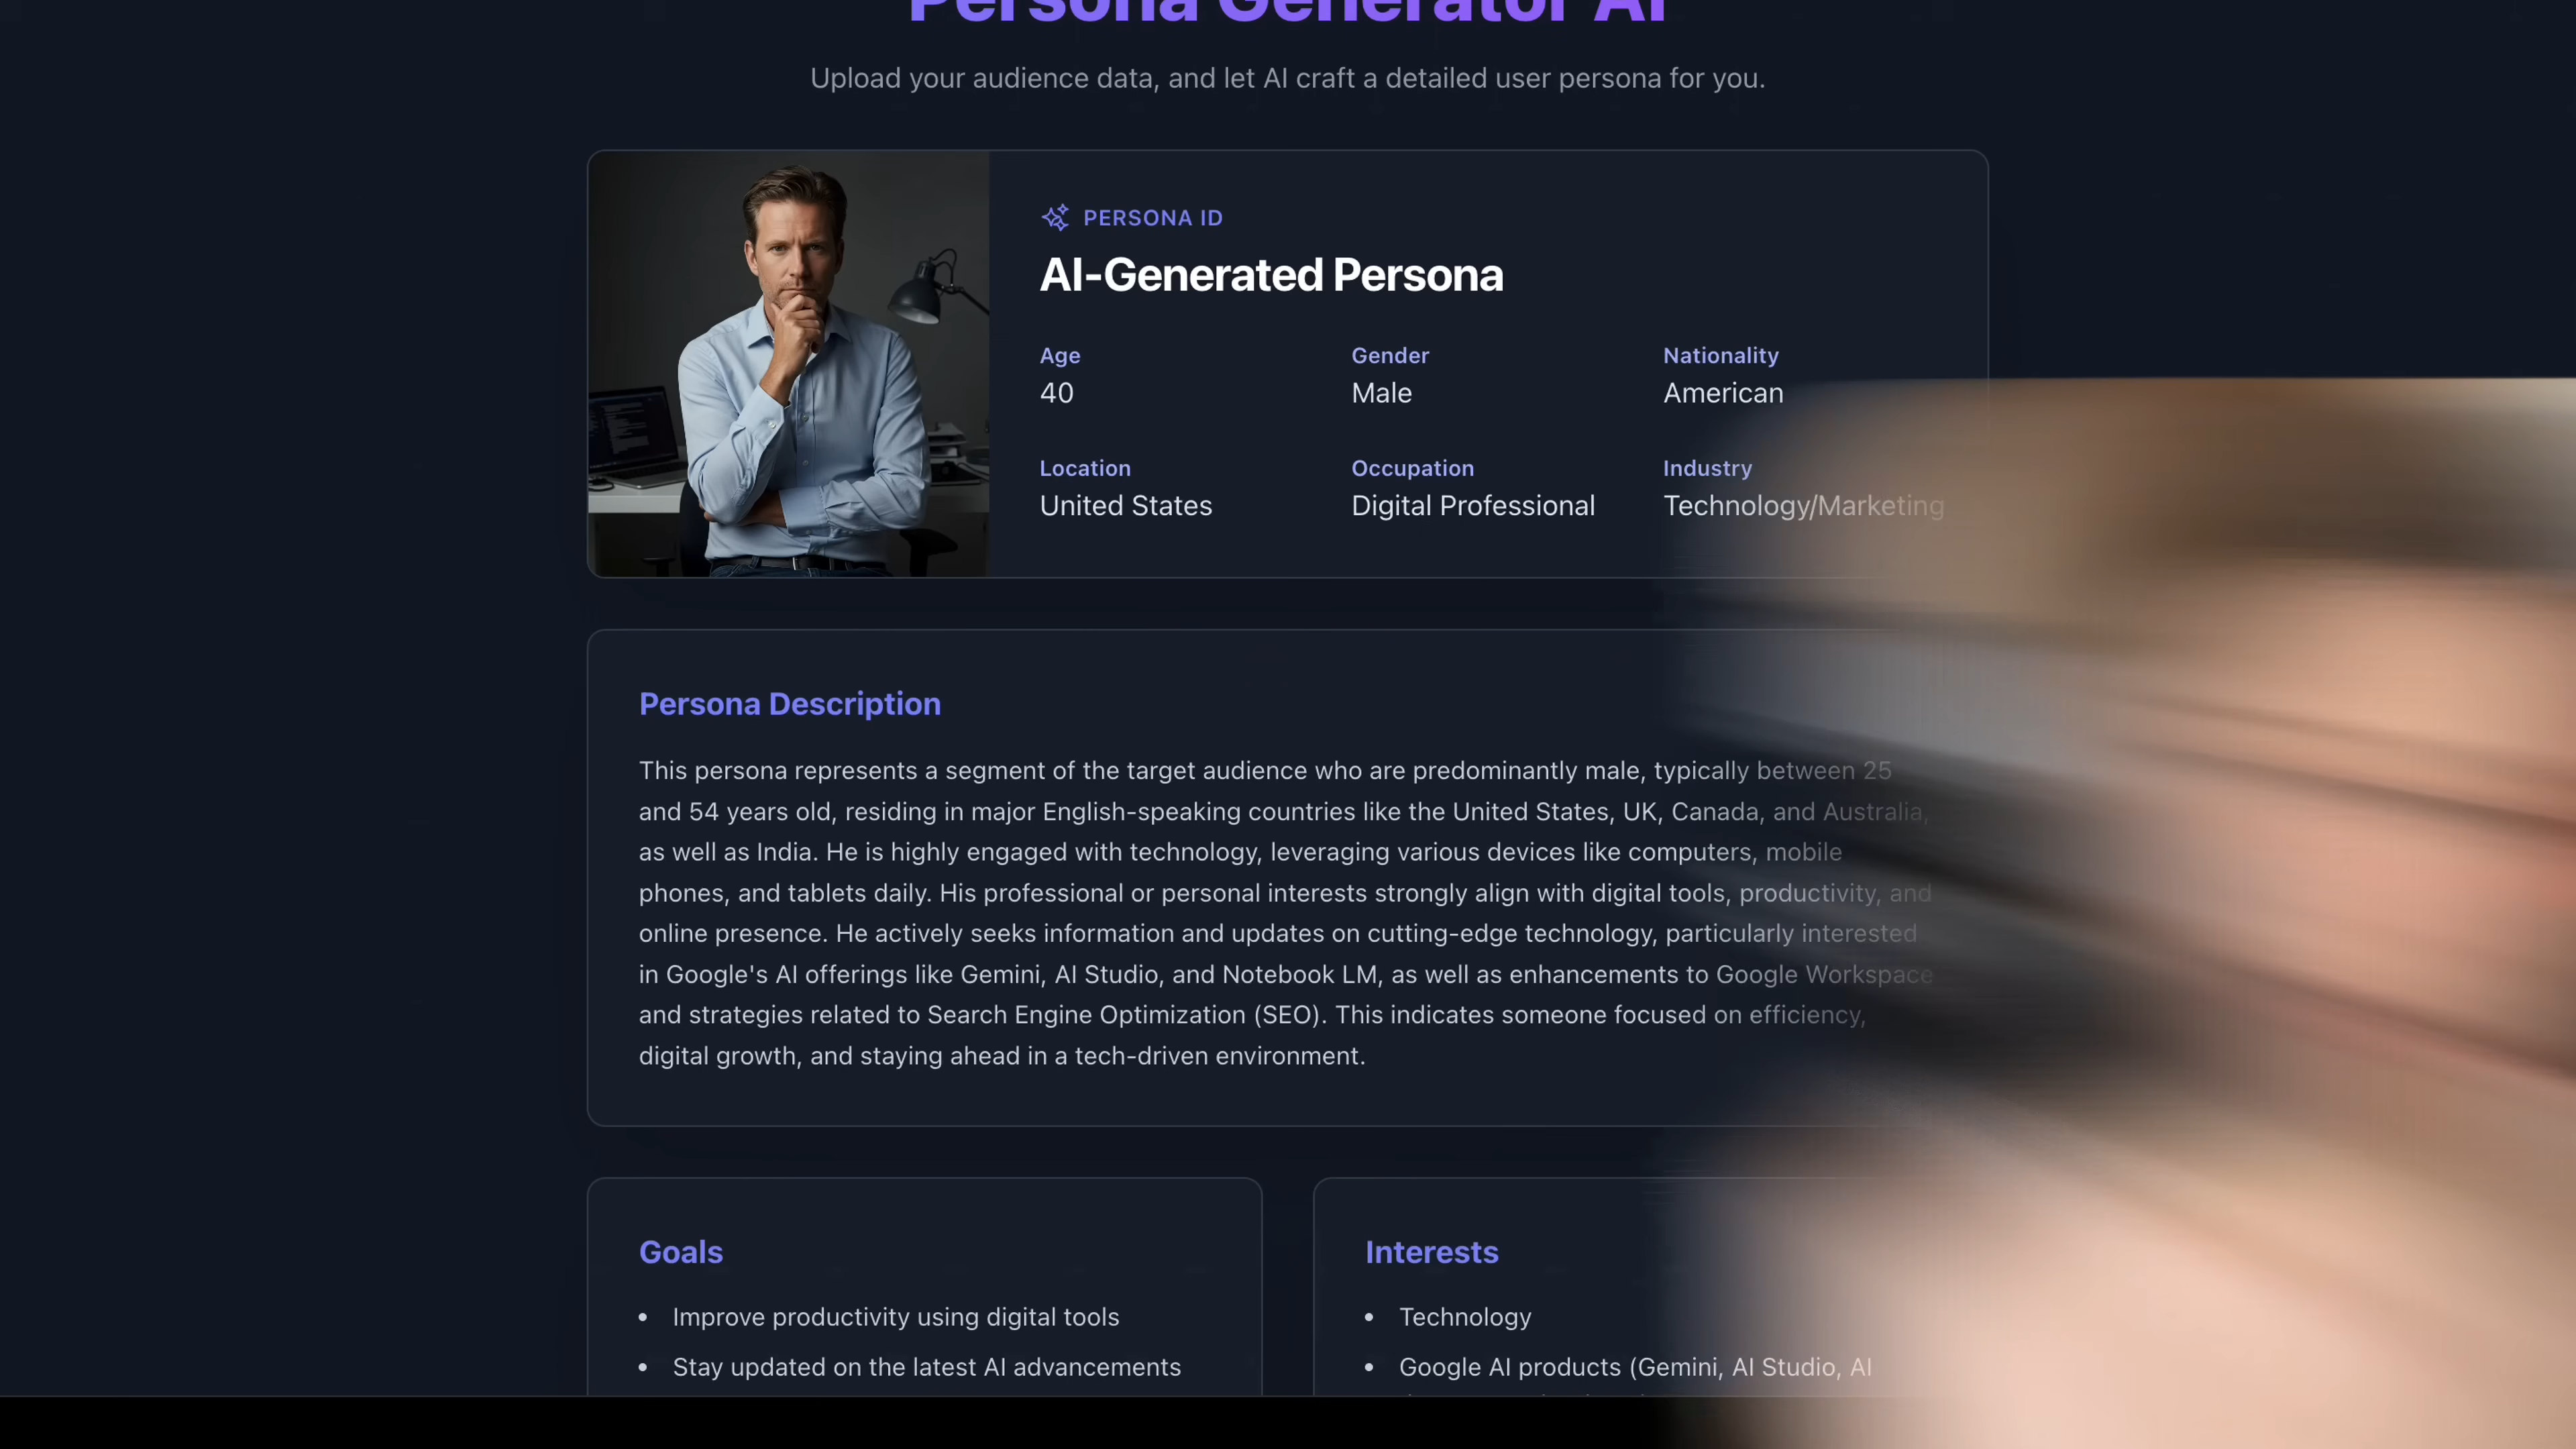 Persona Generator AI
Upload your audience data, and let AI craft a detailed user persona for you.
PERSONA ID
AI-Generated Persona
Age
Gender
Nationality
40
Male
American
Location
Occupation
Industry
United States
Digital Professional
Technology/Marketing
Persona Description
This persona represents a segment of the target audience who are predominantly male, typically between 25
and 54 years old, residing in major English-speaking countries like the United States, UK, Canada, and Australia,
as well as India. He is highly engaged with technology, leveraging various devices like computers, mobile
phones, and tablets daily. His professional or personal interests strongly align with digital tools, productivity, and
online presence. He actively seeks information and updates on cutting-edge technology, particularly interested
in Google's AI offerings like Gemini, AI Studio, and Notebook LM, as well as enhancements to Google Workspace
and strategies related to Search Engine Optimization (SEO). This indicates someone focused on efficiency,
digital growth, and staying ahead in a tech-driven environment.
Goals
Improve productivity using digital tools
Stay updated on the latest AI advancements
Interests
Technology
Google AI products (Gemini, AI Studio, AI